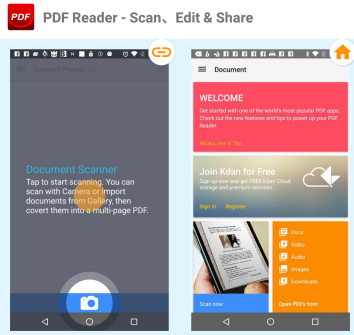 PDF PDF Reader - Scan、Edit & Share
Document Scanner
Tap to start scanning. You can
scan with Camera or Import
documents from Gallery, then
covert them into a multi-page PDF.
Document
WELCOME
Get started with one of the world's most popular PDF apps.
Check out the new features and tips to power up your PDF
Reader.
What's new & Tips
Join Kdan for Free
Sign up now and get FREE Kdan Cloud
storage and premium services.
Sign in Register
Docs
Video
Audio
Images
Downloads
Scan now
Open PDFs from